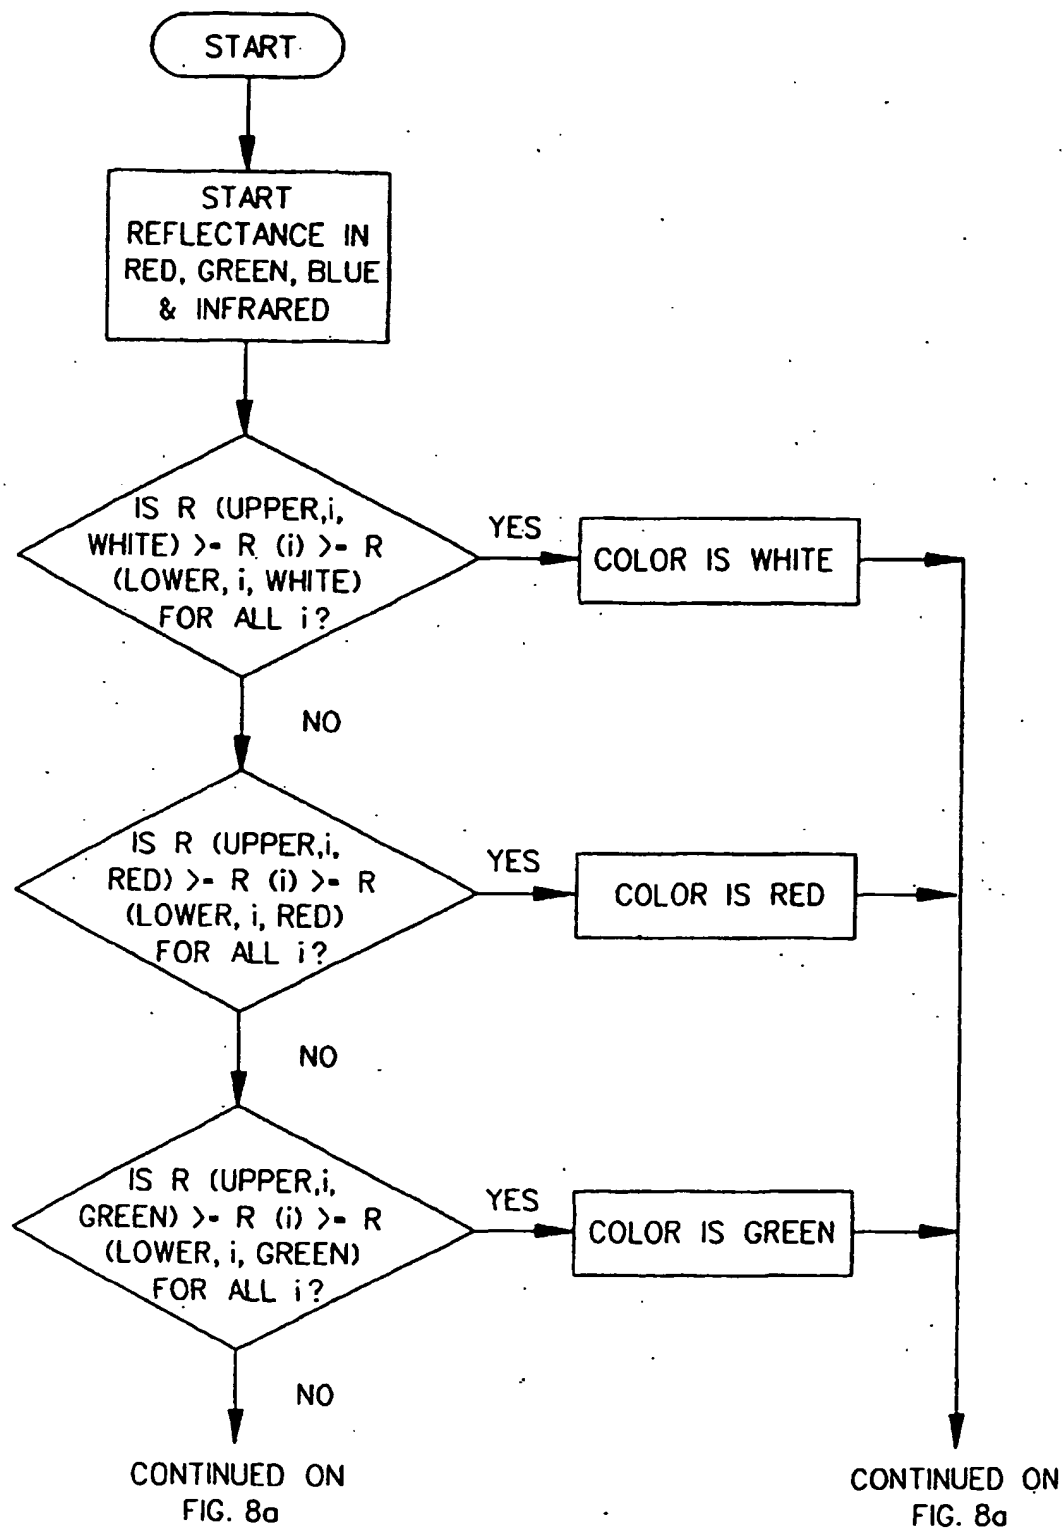 START
START
REFLECTANCE IN
RED, GREEN, BLUE
& INFRARED
IS R (UPPER,i,
WHITE) >- R (i) >- R
(LOWER, i, WHITE)
FOR ALL i?
YES
COLOR IS WHITE
NO
IS R (UPPER,i,
RED) >- R (i) >- R
(LOWER, i, RED)
FOR ALL i?
YES
COLOR IS RED
NO
IS R (UPPER,i,
GREEN) >- R (i) >- R
(LOWER, i, GREEN)
FOR ALL i?
YES
COLOR IS GREEN
NO
CONTINUED ON
FIG. 8a
CONTINUED ON
FIG. 8a